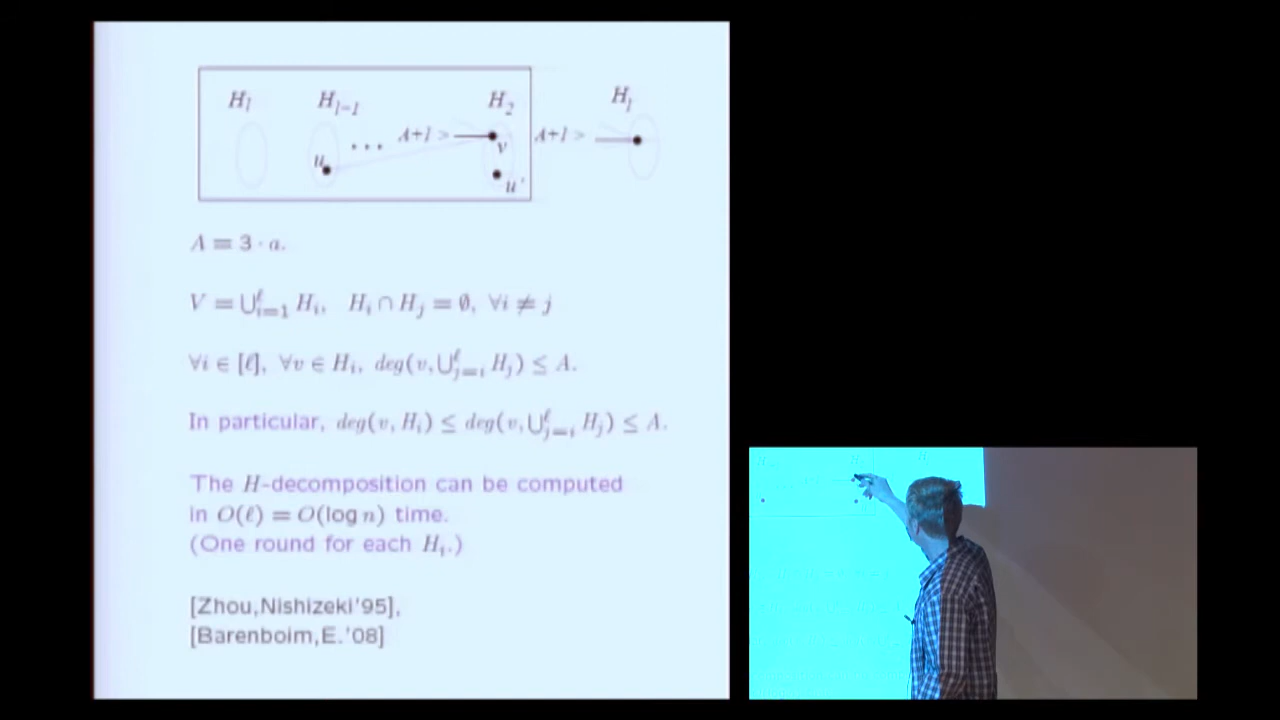 H_l H_{l-1} H_2 H_1
u ... A+1 > v A+1 >
u'
A = 3 · a.
V = ⋃_{i=1}^ℓ H_i, H_i ∩ H_j = ∅, ∀i ≠ j
∀i ∈ [ℓ], ∀v ∈ H_i, deg(v, ⋃_{j=i}^ℓ H_j) ≤ A.
In particular, deg(v, H_i) ≤ deg(v, ⋃_{j=i}^ℓ H_j) ≤ A.
The H-decomposition can be computed
in O(ℓ) = O(log n) time.
(One round for each H_i.)
[Zhou,Nishizeki'95],
[Barenboim,E.'08]